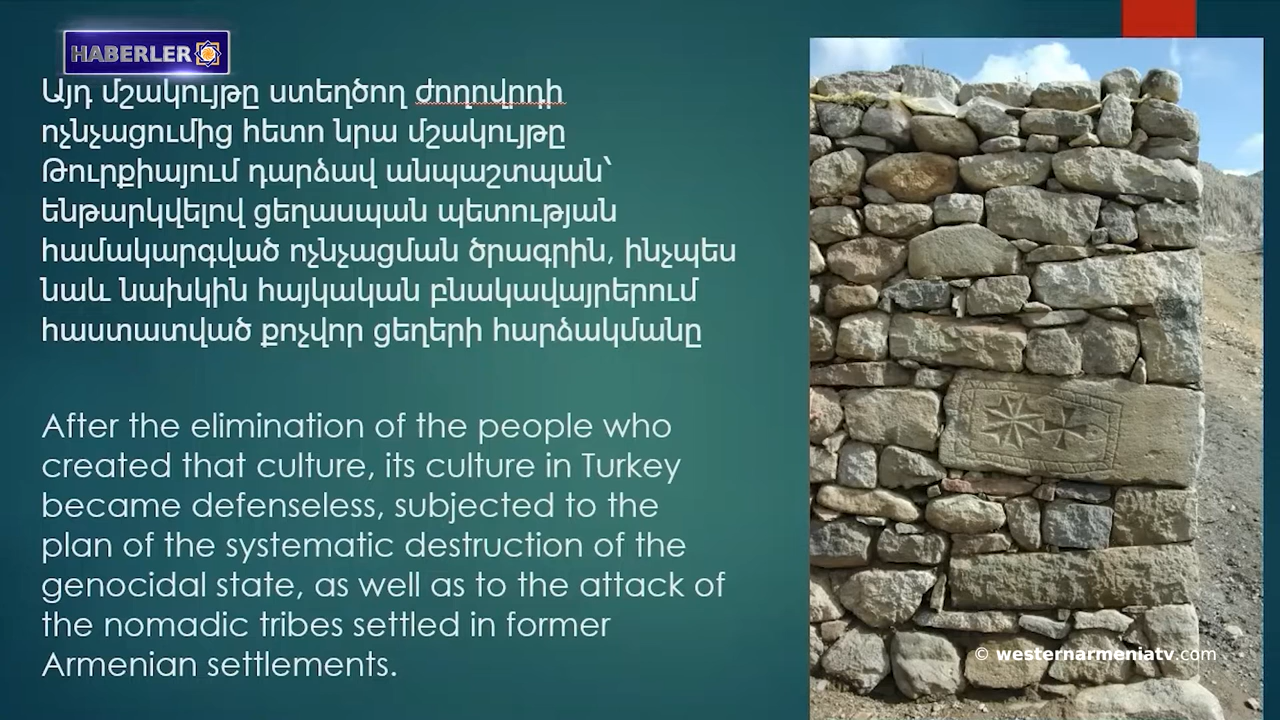 HABERLER
Այդ մշակույթը ստեղծող ժողովրդի
ոչնչացումից հետո նրա մշակույթը
Թուրքիայում դարձավ անպաշտպան՝
ենթարկվելով ցեղասպան պետության
համակարգված ոչնչացման ծրագրին, ինչպես
նաև նախկին հայկական բնակավայրերում
հաստատված քոչվոր ցեղերի հարձակմանը
After the elimination of the people who
created that culture, its culture in Turkey
became defenseless, subjected to the
plan of the systematic destruction of the
genocidal state, as well as to the attack of
the nomadic tribes settled in former
Armenian settlements.
© westernarmeniatv.com